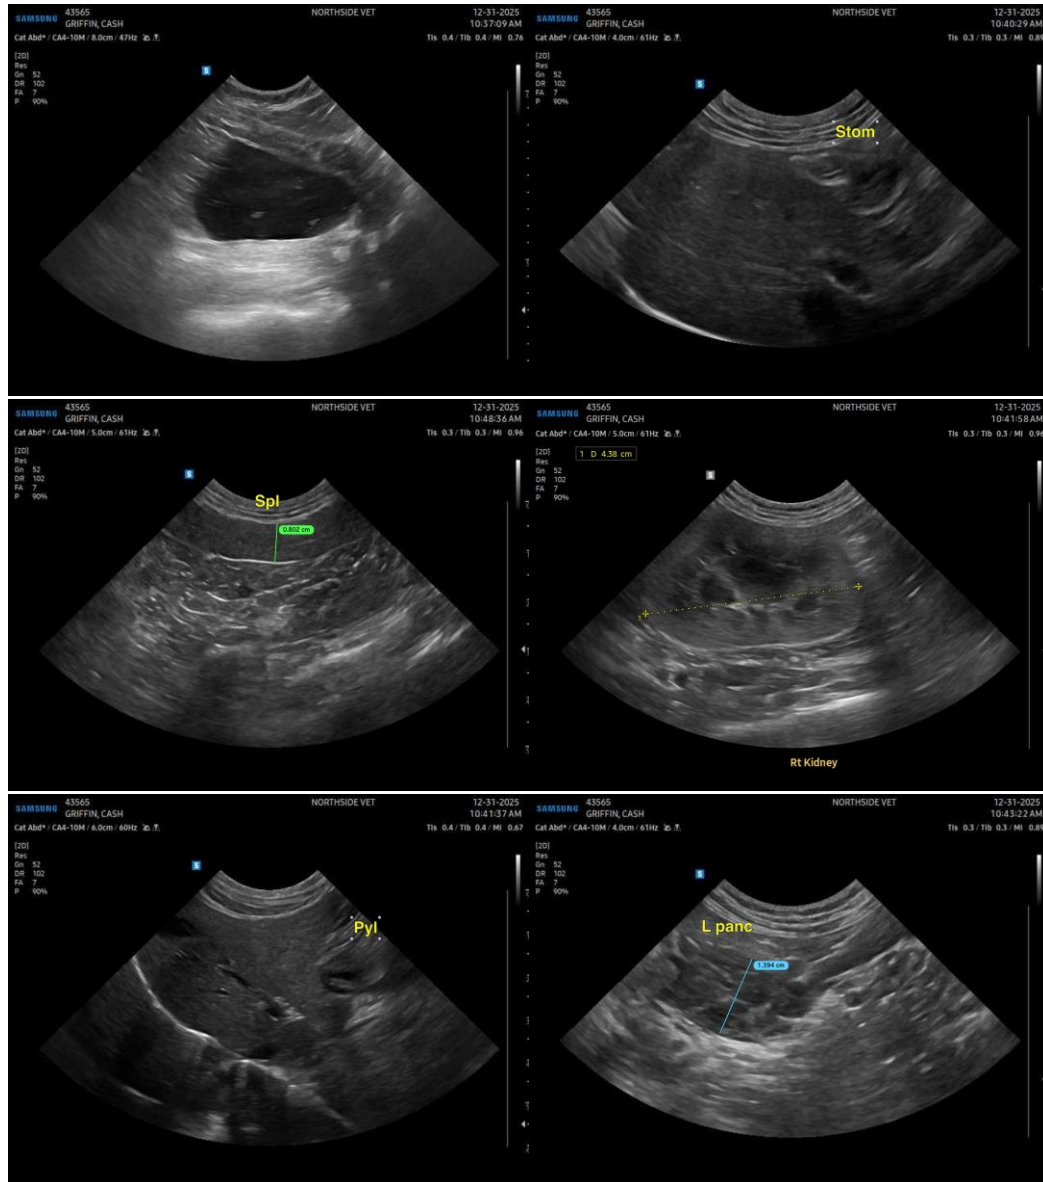 SAMSUNG
43565
GRIFFIN, CASH
NORTHSIDE VET
12-31-2025
10:37:09 AM
Cat Abd* / CA4-10M / 8.0cm / 47Hz
TIs 0.4 / Tib 0.4 / MI 0.76
[2D]
Res
Gn 52
DR 102
FA 7
P 90%
S
SAMSUNG
43565
GRIFFIN, CASH
NORTHSIDE VET
12-31-2025
10:40:29 AM
Cat Abd* / CA4-10M / 4.0cm / 61Hz
TIs 0.3 / Tib 0.3 / MI 0.89
[2D]
Res
Gn 52
DR 102
FA 7
P 90%
S
Stom
SAMSUNG
43565
GRIFFIN, CASH
NORTHSIDE VET
12-31-2025
10:48:36 AM
Cat Abd* / CA4-10M / 5.0cm / 61Hz
TIs 0.3 / Tib 0.3 / MI 0.96
[2D]
Res
Gn 52
DR 102
FA 7
P 90%
S
Spl
0.802 cm
SAMSUNG
43565
GRIFFIN, CASH
NORTHSIDE VET
12-31-2025
10:41:58 AM
Cat Abd* / CA4-10M / 5.0cm / 61Hz
TIs 0.3 / Tib 0.3 / MI 0.96
[2D]
Res
Gn 52
DR 102
FA 7
P 90%
1 D 4.38 cm
S
1
Rt Kidney
SAMSUNG
43565
GRIFFIN, CASH
NORTHSIDE VET
12-31-2025
10:41:37 AM
Cat Abd* / CA4-10M / 6.0cm / 60Hz
TIs 0.4 / Tib 0.4 / MI 0.67
[2D]
Res
Gn 52
DR 102
FA 7
P 90%
S
Pyl
SAMSUNG
43565
GRIFFIN, CASH
NORTHSIDE VET
12-31-2025
10:43:22 AM
Cat Abd* / CA4-10M / 4.0cm / 61Hz
TIs 0.3 / Tib 0.3 / MI 0.89
[2D]
Res
Gn 52
DR 102
FA 7
P 90%
S
L panc
1.394 cm